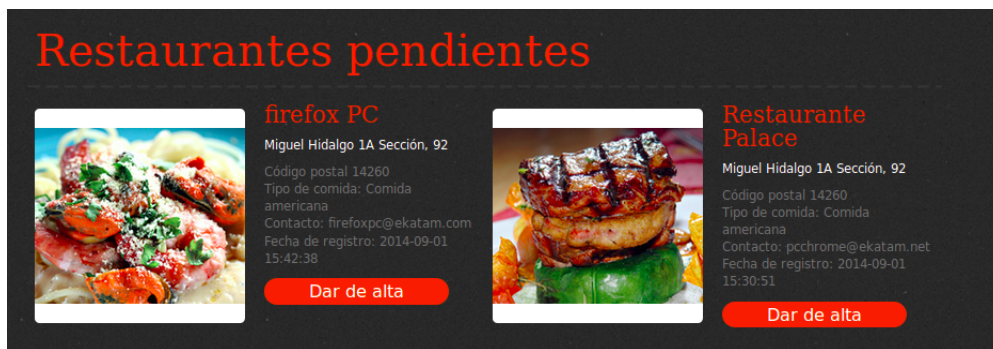 Restaurantes pendientes
firefox PC
Miguel Hidalgo 1A Sección, 92
Código postal 14260
Tipo de comida: Comida
americana
Contacto: firefoxpc@ekatam.com
Fecha de registro: 2014-09-01
15:42:38
Dar de alta
Restaurante
Palace
Miguel Hidalgo 1A Sección, 92
Código postal 14260
Tipo de comida: Comida
americana
Contacto: pcchrome@ekatam.net
Fecha de registro: 2014-09-01
15:30:51
Dar de alta